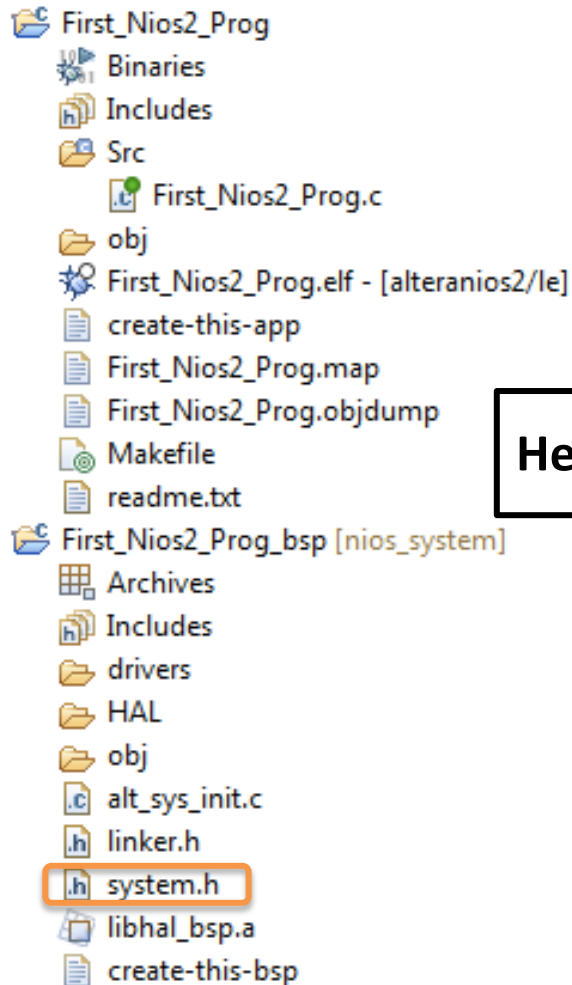 First_Nios2_Prog
Binaries
Includes
Src
First_Nios2_Prog.c
obj
First_Nios2_Prog.elf - [alteranios2/le]
create-this-app
First_Nios2_Prog.map
First_Nios2_Prog.objdump
He
Makefile
readme.txt
First_Nios2_Prog_bsp [nios_system]
Archives
Includes
drivers
HAL
obj
alt_sys_init.c
linker.h
system.h
libhal_bsp.a
create-this-bsp